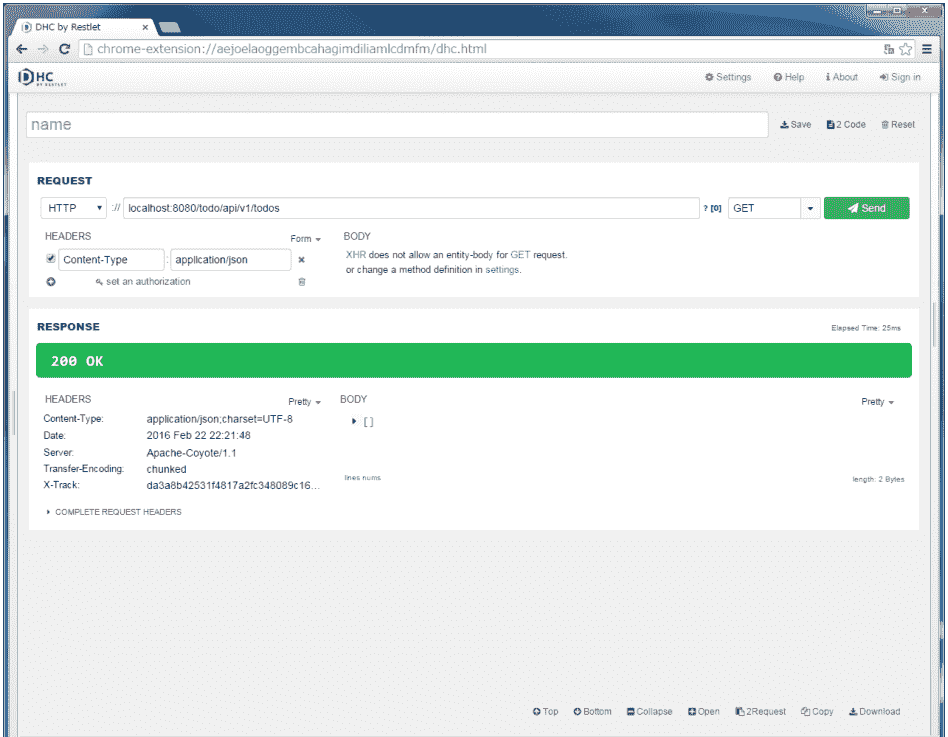 DHC by Restlet
chrome-extension://aejoelaoggembcahagimdiliamlcdmfm/dhc.html
DHC
BY RESTLET
Settings Help About Sign in
name
Save 2 Code Reset
REQUEST
HTTP :// localhost:8080/todo/api/v1/todos ? [0] GET Send
HEADERS Form BODY
Content-Type : application/json
XHR does not allow an entity-body for GET request.
or change a method definition in settings.
set an authorization
RESPONSE
Elapsed Time: 25ms
200 OK
HEADERS Pretty BODY Pretty
Content-Type: application/json;charset=UTF-8
Date: 2016 Feb 22 22:21:48
Server: Apache-Coyote/1.1
Transfer-Encoding: chunked
X-Track: da3a8b42531f4817a2fc348089c16...
[ ]
lines nums
length: 2 Bytes
COMPLETE REQUEST HEADERS
Top Bottom Collapse Open 2Request Copy Download